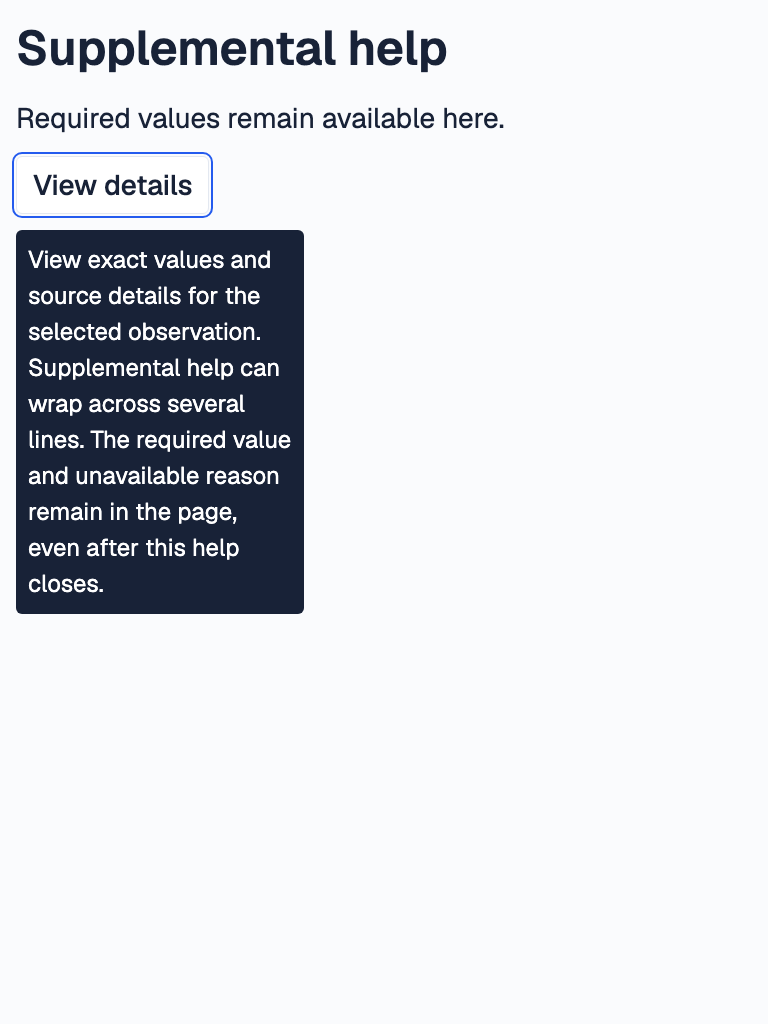 Supplemental help
Required values remain available here.
View details
View exact values and
source details for the
selected observation.
Supplemental help can
wrap across several
lines. The required value
and unavailable reason
remain in the page,
even after this help
closes.